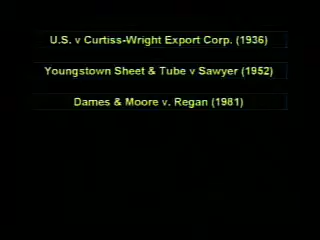 U.S. v Curtiss-Wright Export Corp. (1936)
Youngstown Sheet & Tube v Sawyer (1952)
Dames & Moore v. Regan (1981)